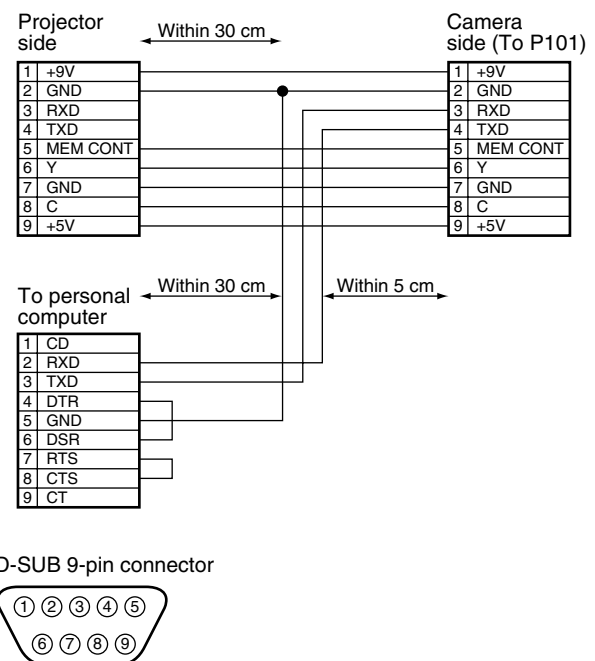 Projector
side
Within 30 cm
Camera
side (To P101)
1 +9V
2 GND
3 RXD
4 TXD
5 MEM CONT
6 Y
7 GND
8 C
9 +5V
1 +9V
2 GND
3 RXD
4 TXD
5 MEM CONT
6 Y
7 GND
8 C
9 +5V
To personal
computer
Within 30 cm
Within 5 cm
1 CD
2 RXD
3 TXD
4 DTR
5 GND
6 DSR
7 RTS
8 CTS
9 CT
D-SUB 9-pin connector
1 2 3 4 5
6 7 8 9